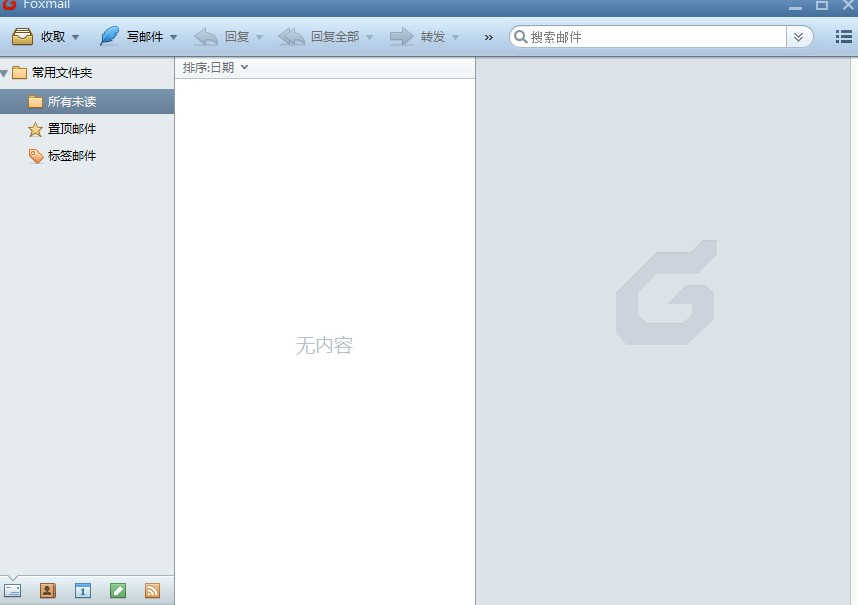 Foxmail
收取 写邮件 回复 回复全部 转发 » 搜索邮件
常用文件夹 排序:日期
所有未读
置顶邮件
标签邮件
无内容
1